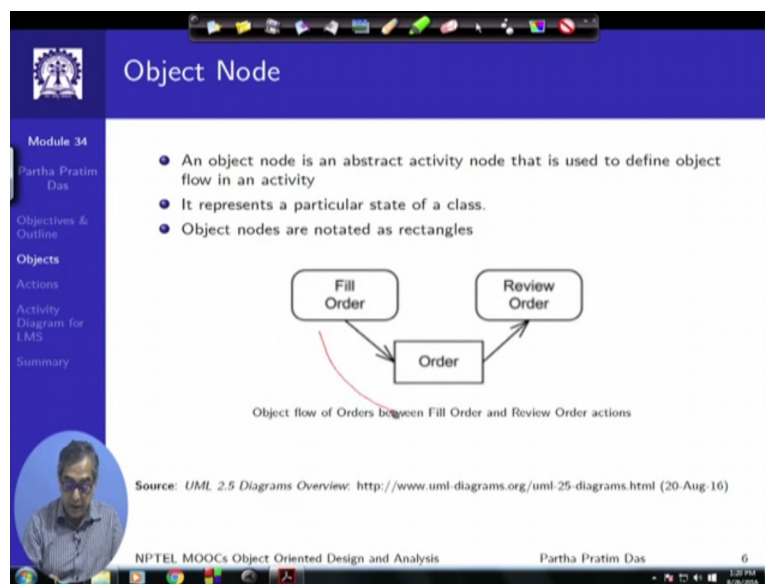 Object Node
Module 34
Partha Pratim
Das
Objectives &
Outline
Objects
Actions
Activity
Diagram for
LMS
Summary
An object node is an abstract activity node that is used to define object
flow in an activity
It represents a particular state of a class.
Object nodes are notated as rectangles
Fill
Order
Review
Order
Order
Object flow of Orders between Fill Order and Review Order actions
Source: UML 2.5 Diagrams Overview: http://www.uml-diagrams.org/uml-25-diagrams.html (20-Aug-16)
NPTEL MOOCs Object Oriented Design and Analysis
Partha Pratim Das
6
1:20 PM